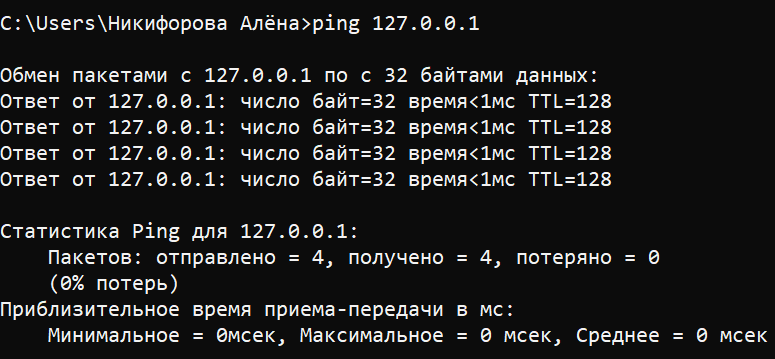 C:\Users\Никифорова Алёна>ping 127.0.0.1
Обмен пакетами с 127.0.0.1 по с 32 байтами данных:
Ответ от 127.0.0.1: число байт=32 время<1мс TTL=128
Ответ от 127.0.0.1: число байт=32 время<1мс TTL=128
Ответ от 127.0.0.1: число байт=32 время<1мс TTL=128
Ответ от 127.0.0.1: число байт=32 время<1мс TTL=128
Статистика Ping для 127.0.0.1:
Пакетов: отправлено = 4, получено = 4, потеряно = 0
(0% потерь)
Приблизительное время приема-передачи в мс:
Минимальное = 0мсек, Максимальное = 0 мсек, Среднее = 0 мсек